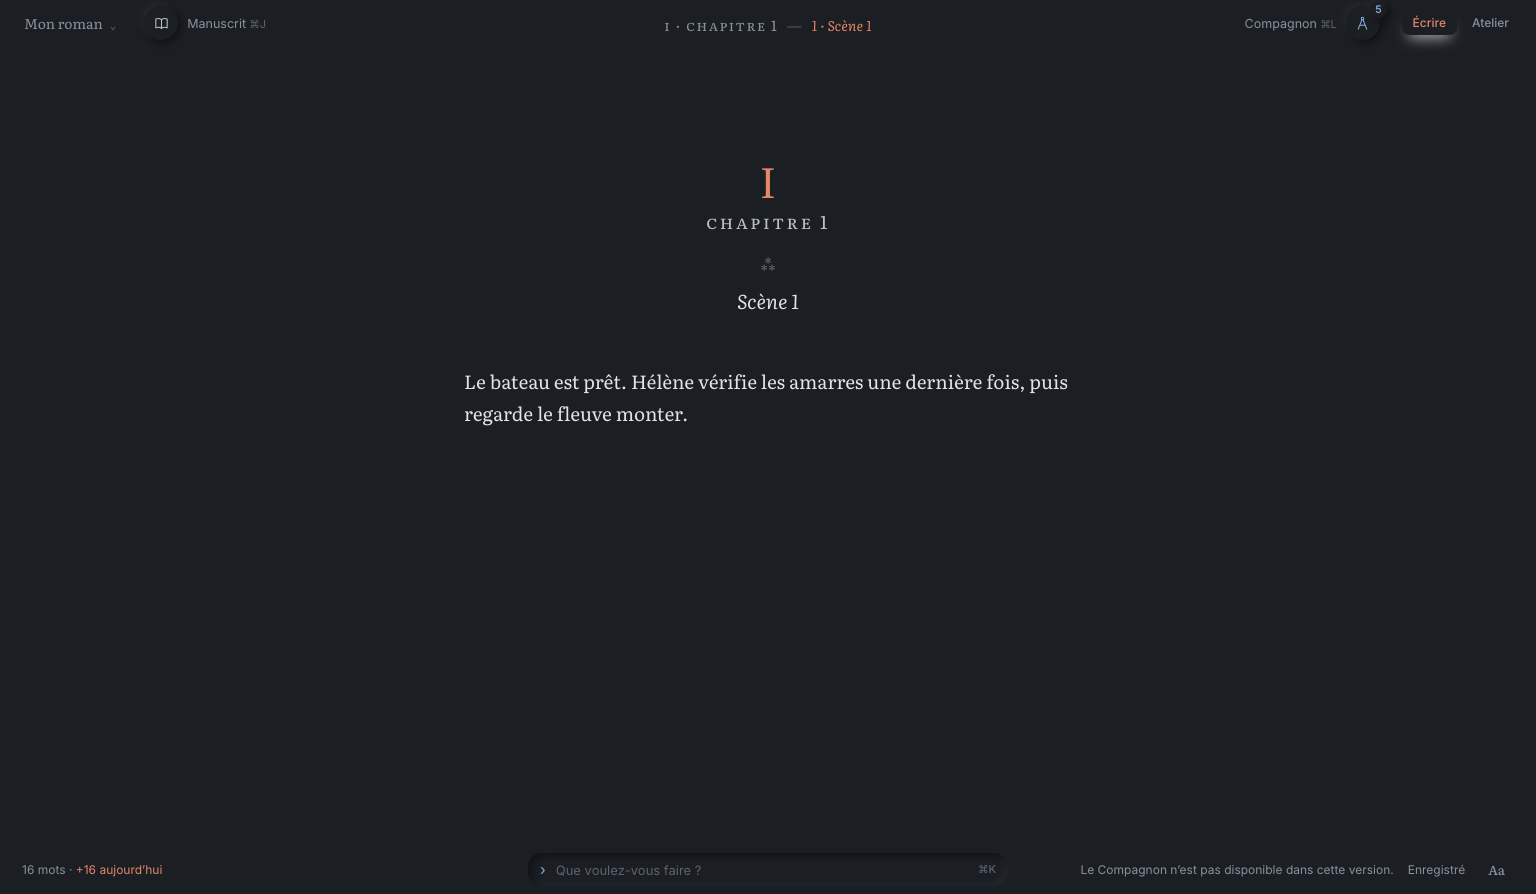 Mon roman
Manuscrit ⌘J
I · CHAPITRE 1 — 1 · Scène 1
Compagnon ⌘L
5
Écrire
Atelier
I
CHAPITRE 1
⁂
Scène 1
Le bateau est prêt. Hélène vérifie les amarres une dernière fois, puis
regarde le fleuve monter.
16 mots · +16 aujourd’hui
› Que voulez-vous faire ? ⌘K
Le Compagnon n’est pas disponible dans cette version.
Enregistré
Aa